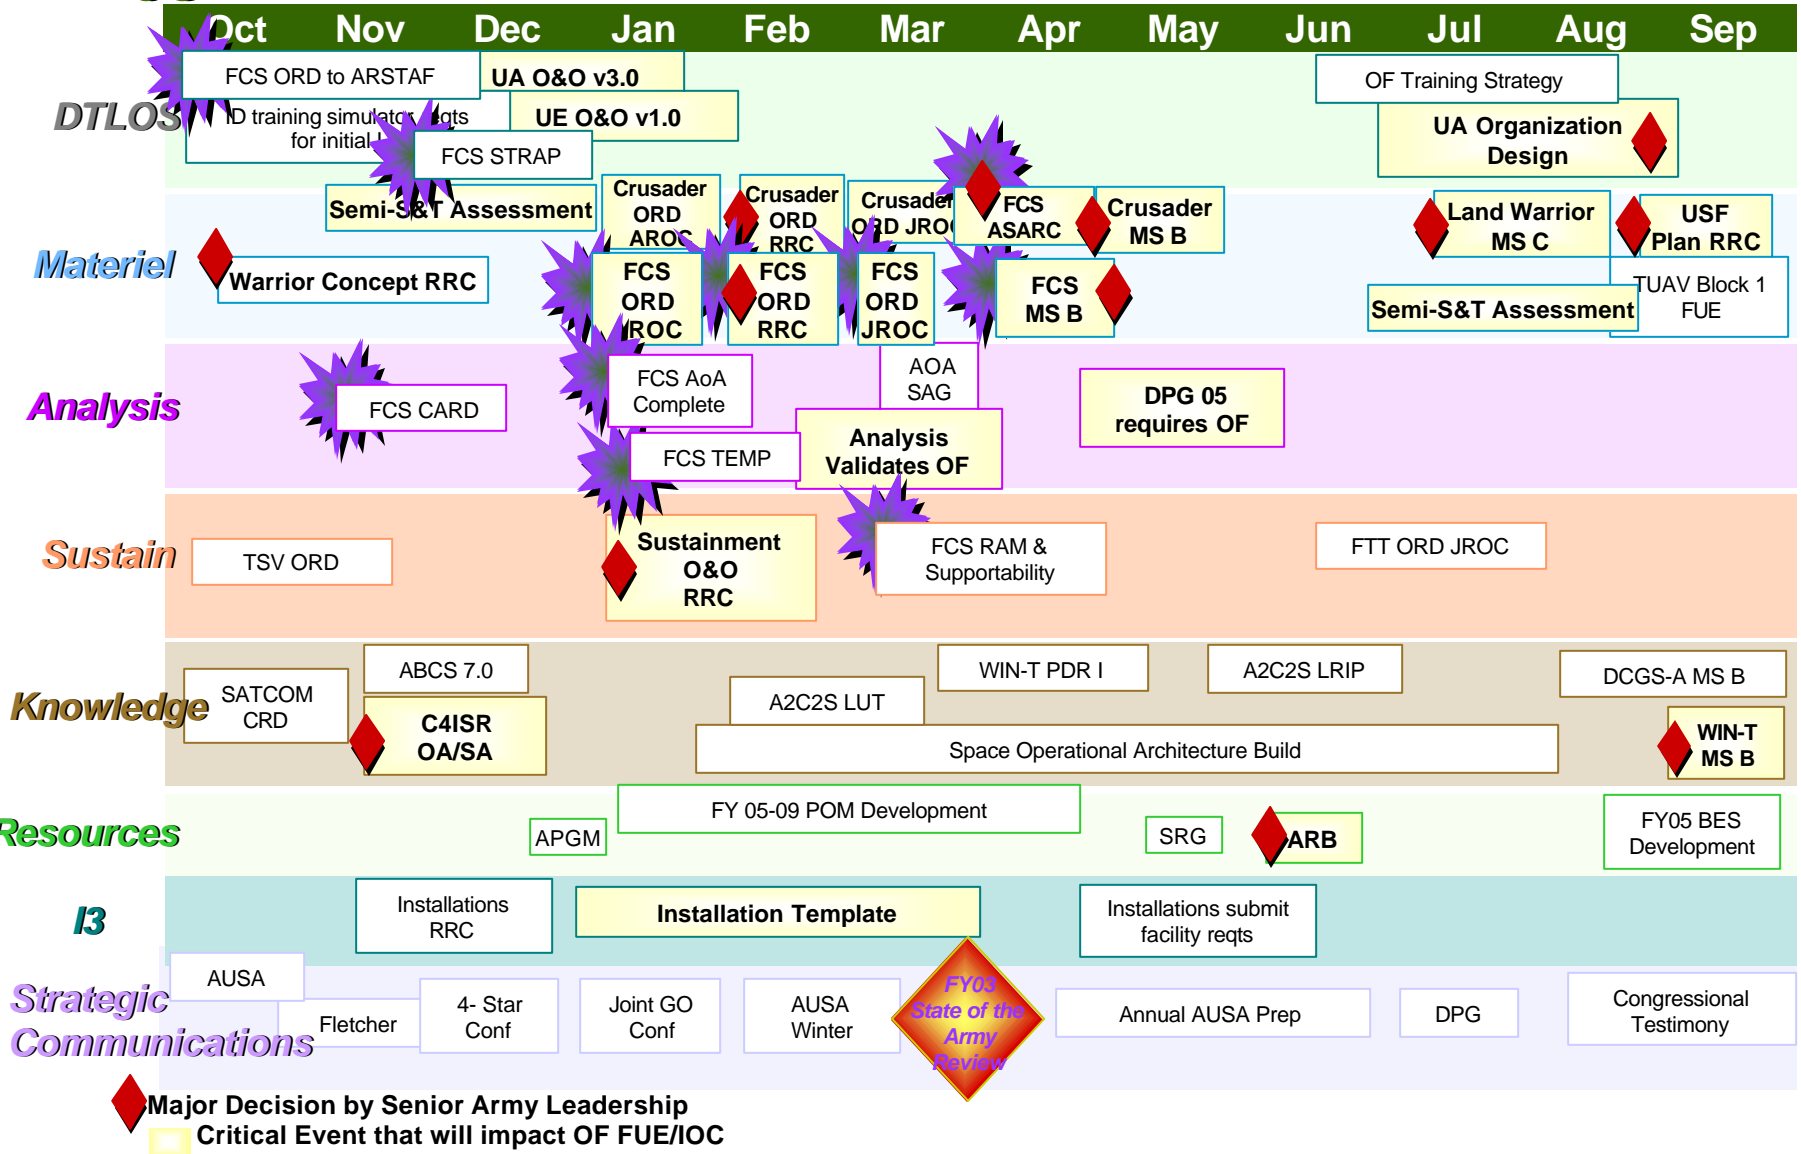 Oct Nov Dec Jan Feb Mar Apr May Jun Jul Aug Sep
DTLOS
FCS ORD to ARSTAF
UA O&O v3.0
ID training simulator reqts
for initial
UE O&O v1.0
FCS STRAP
OF Training Strategy
UA Organization
Design
Materiel
Semi-S&T Assessment
Crusader
ORD
AROC
Crusader
ORD
RRC
Crusader
ORD JROC
FCS
ASARC
Crusader
MS B
Land Warrior
MS C
USF
Plan RRC
Warrior Concept RRC
FCS
ORD
JROC
FCS
ORD
RRC
FCS
ORD
JROC
FCS
MS B
Semi-S&T Assessment
TUAV Block 1
FUE
Analysis
FCS CARD
FCS AoA
Complete
FCS TEMP
AOA
SAG
Analysis
Validates OF
DPG 05
requires OF
Sustain
TSV ORD
Sustainment
O&O
RRC
FCS RAM &
Supportability
FTT ORD JROC
Knowledge
SATCOM
CRD
ABCS 7.0
C4ISR
OA/SA
A2C2S LUT
WIN-T PDR I
A2C2S LRIP
DCGS-A MS B
Space Operational Architecture Build
WIN-T
MS B
Resources
APGM
FY 05-09 POM Development
SRG
ARB
FY05 BES
Development
I3
Installations
RRC
Installation Template
Installations submit
facility reqts
Strategic
Communications
AUSA
Fletcher
4- Star
Conf
Joint GO
Conf
AUSA
Winter
FY03
State of the
Army
Review
Annual AUSA Prep
DPG
Congressional
Testimony
Major Decision by Senior Army Leadership
Critical Event that will impact OF FUE/IOC